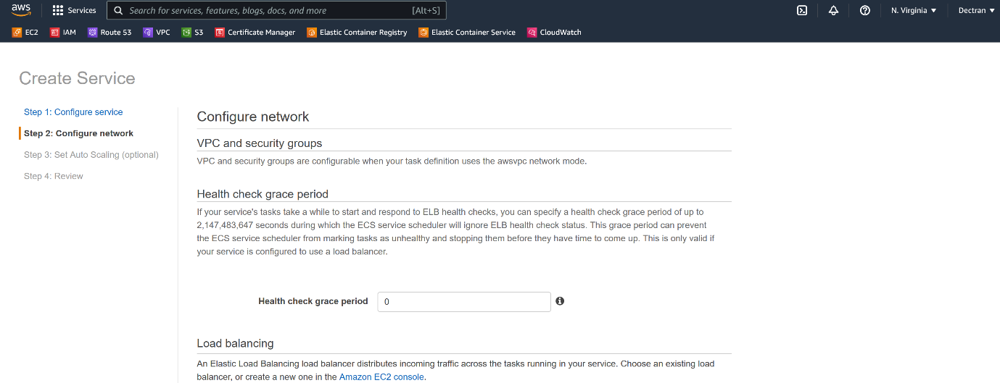 aws
Services
Search for services, features, blogs, docs, and more [Alt+S]
N. Virginia
Dectran
EC2 IAM Route 53 VPC S3 Certificate Manager Elastic Container Registry Elastic Container Service CloudWatch
Create Service
Step 1: Configure service
Step 2: Configure network
Step 3: Set Auto Scaling (optional)
Step 4: Review
Configure network
VPC and security groups
VPC and security groups are configurable when your task definition uses the awsvpc network mode.
Health check grace period
If your service's tasks take a while to start and respond to ELB health checks, you can specify a health check grace period of up to
2,147,483,647 seconds during which the ECS service scheduler will ignore ELB health check status. This grace period can prevent
the ECS service scheduler from marking tasks as unhealthy and stopping them before they have time to come up. This is only valid if
your service is configured to use a load balancer.
Health check grace period 0
Load balancing
An Elastic Load Balancing load balancer distributes incoming traffic across the tasks running in your service. Choose an existing load
balancer, or create a new one in the Amazon EC2 console.